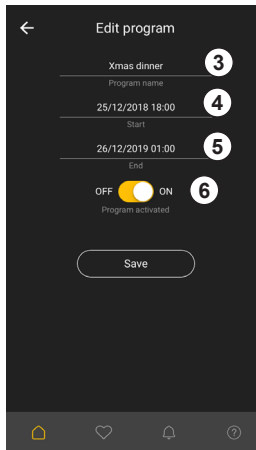 Edit program
Xmas dinner 3
Program name
25/12/2018 18:00 4
Start
26/12/2019 01:00 5
End
OFF ON 6
Program activated
Save
?